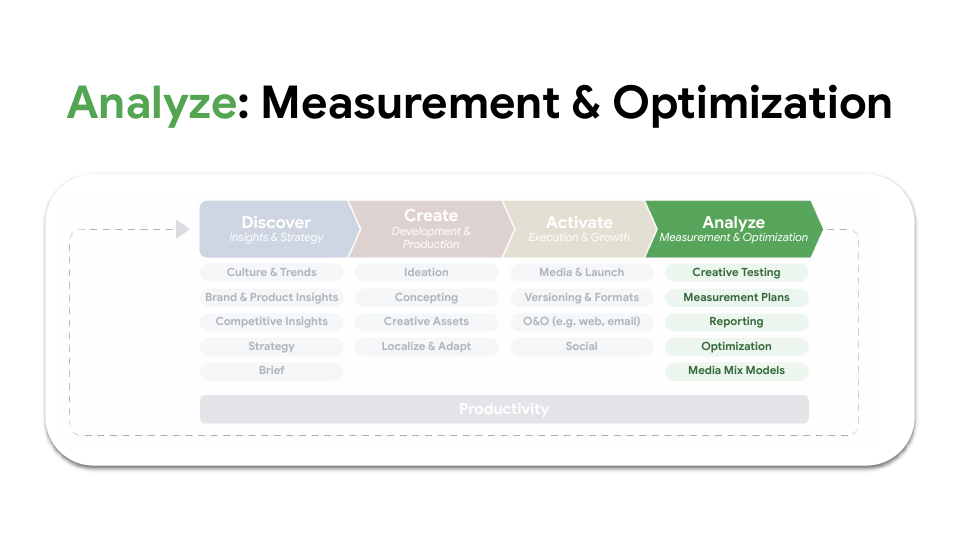 Analyze: Measurement & Optimization
Discover
Insights & Strategy
Culture & Trends
Brand & Product Insights
Competitive Insights
Strategy
Brief
Create
Development &
Production
Ideation
Concepting
Creative Assets
Localize & Adapt
Activate
Execution & Growth
Media & Launch
Versioning & Formats
O&O (e.g. web, email)
Social
Analyze
Measurement & Optimization
Creative Testing
Measurement Plans
Reporting
Optimization
Media Mix Models
Productivity